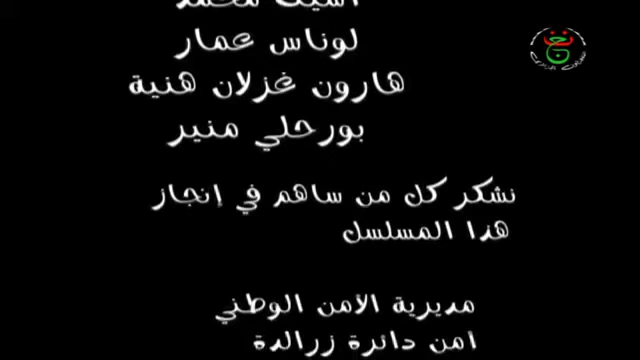 محمد
لوناس عمار
هارون غزلان هنية
بورحلي منير
نشكر كل من ساهم في إنجاز
هذا المسلسل
مديرية الأمن الوطني
أمن دائرة زرالدة